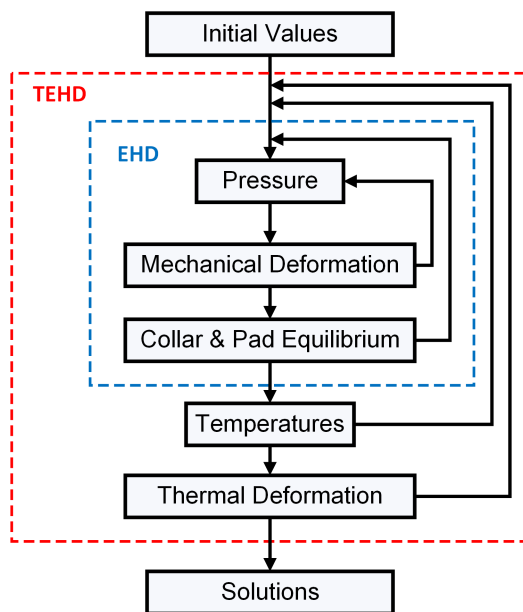 Initial Values
TEHD
EHD
Pressure
Mechanical Deformation
Collar & Pad Equilibrium
Temperatures
Thermal Deformation
Solutions